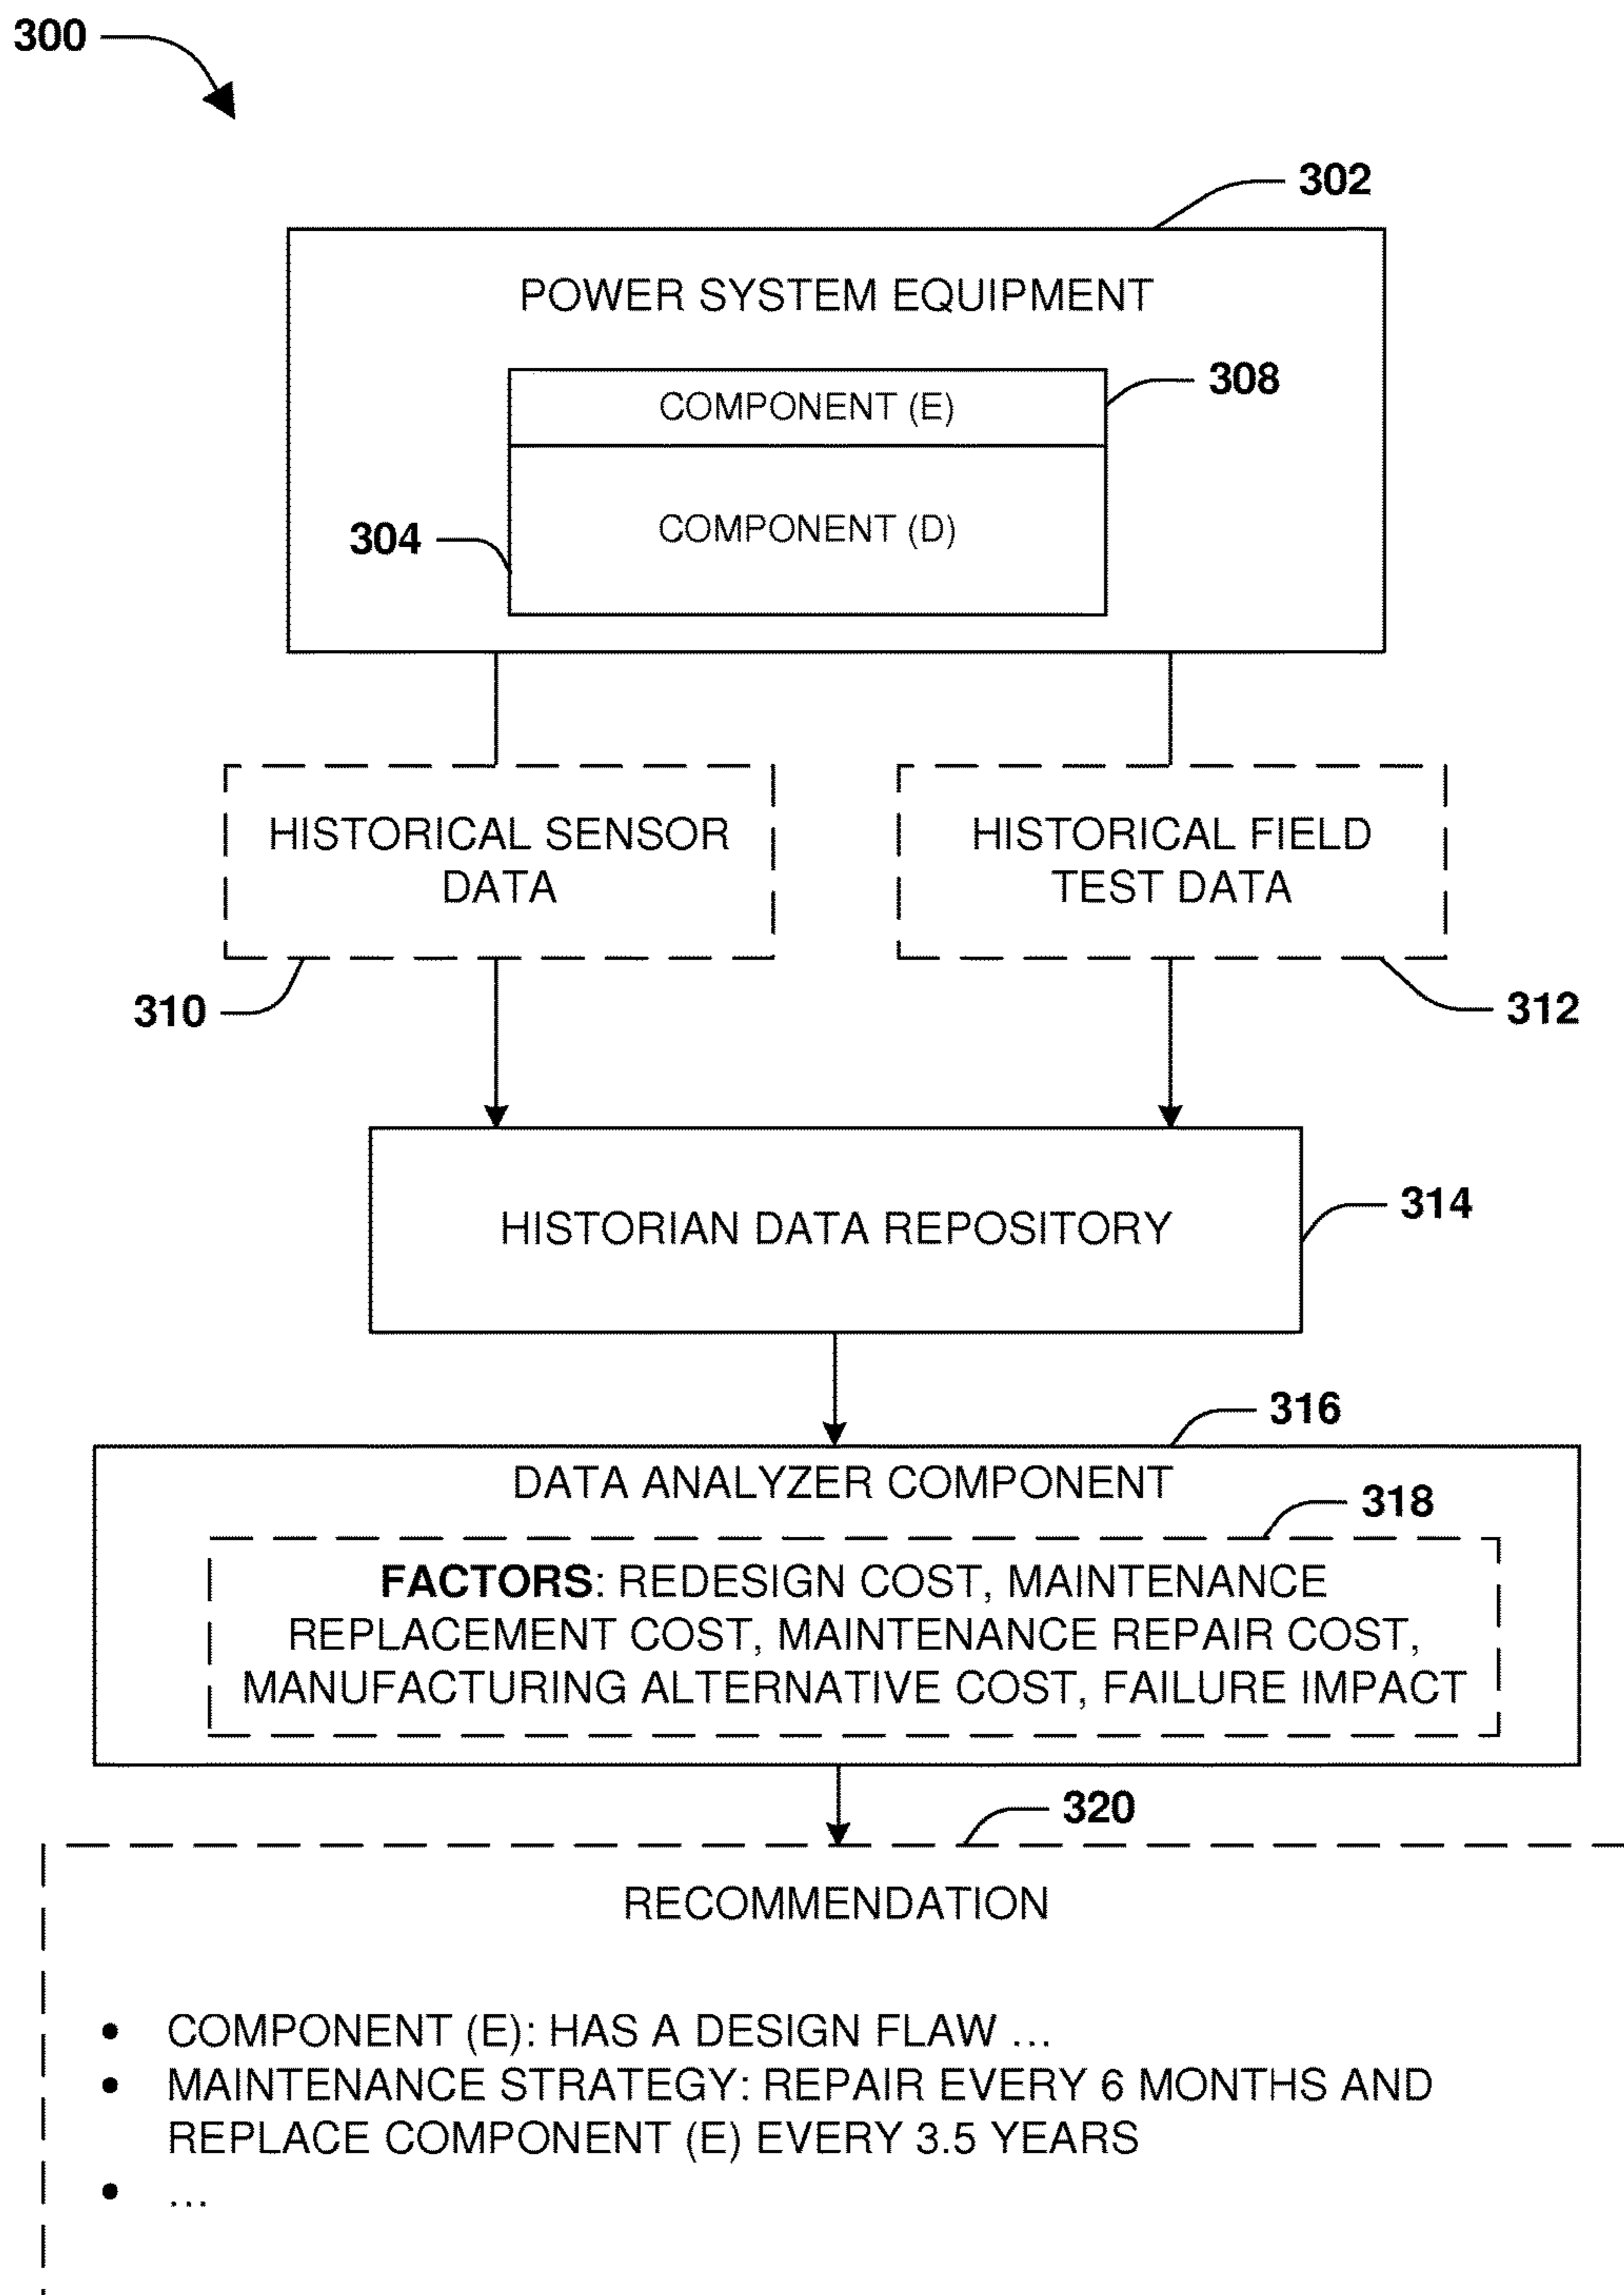 300
302
POWER SYSTEM EQUIPMENT
308
COMPONENT (E)
304
COMPONENT (D)
HISTORICAL SENSOR
DATA
HISTORICAL FIELD
TEST DATA
310
312
HISTORIAN DATA REPOSITORY
314
316
DATA ANALYZER COMPONENT
318
FACTORS: REDESIGN COST, MAINTENANCE
REPLACEMENT COST, MAINTENANCE REPAIR COST,
MANUFACTURING ALTERNATIVE COST, FAILURE IMPACT
320
RECOMMENDATION
• COMPONENT (E): HAS A DESIGN FLAW ...
• MAINTENANCE STRATEGY: REPAIR EVERY 6 MONTHS AND
REPLACE COMPONENT (E) EVERY 3.5 YEARS
• ...